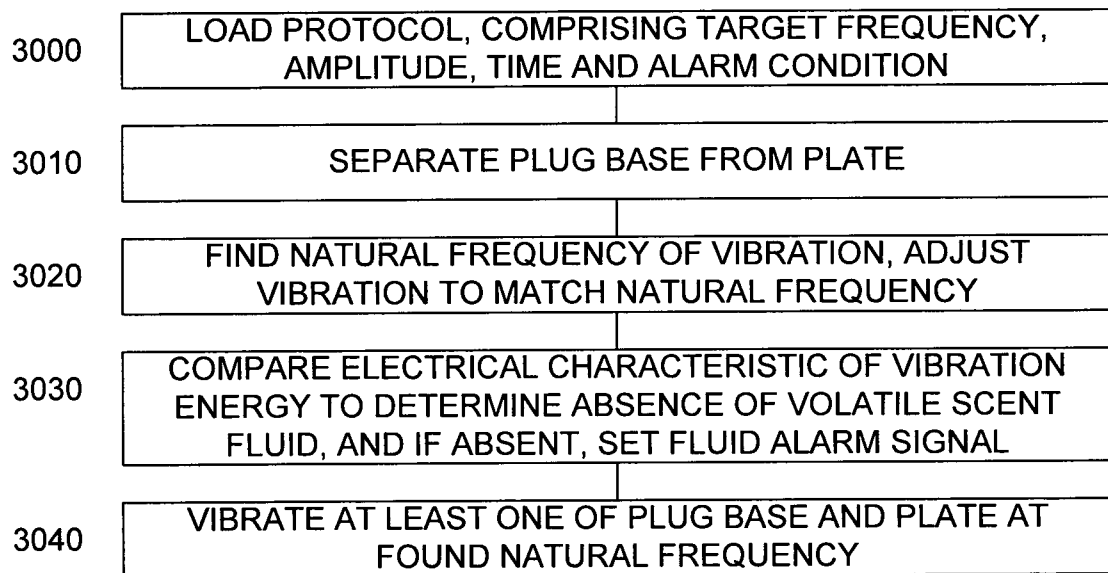 3000
LOAD PROTOCOL, COMPRISING TARGET FREQUENCY,
AMPLITUDE, TIME AND ALARM CONDITION
3010
SEPARATE PLUG BASE FROM PLATE
3020
FIND NATURAL FREQUENCY OF VIBRATION, ADJUST
VIBRATION TO MATCH NATURAL FREQUENCY
3030
COMPARE ELECTRICAL CHARACTERISTIC OF VIBRATION
ENERGY TO DETERMINE ABSENCE OF VOLATILE SCENT
FLUID, AND IF ABSENT, SET FLUID ALARM SIGNAL
3040
VIBRATE AT LEAST ONE OF PLUG BASE AND PLATE AT
FOUND NATURAL FREQUENCY